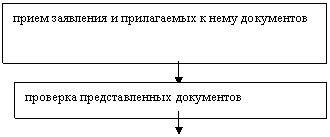 прием заявления и прилагаемых к нему документов
проверка представленных документов